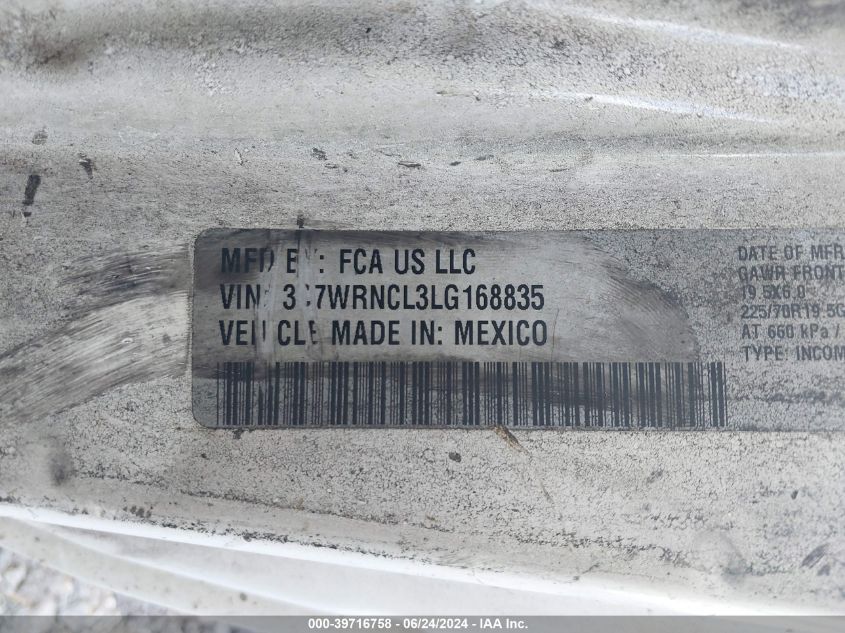 MFD BY: FCA US LLC
VIN: 3C7WRNCL3LG168835
VEHICLE MADE IN: MEXICO
DATE OF MFR
GAWR FRONT
19.5X6.0
225/70R19.5G
AT 660 kPa /
TYPE: INCOM
000-39716758 - 06/24/2024 - IAA Inc.